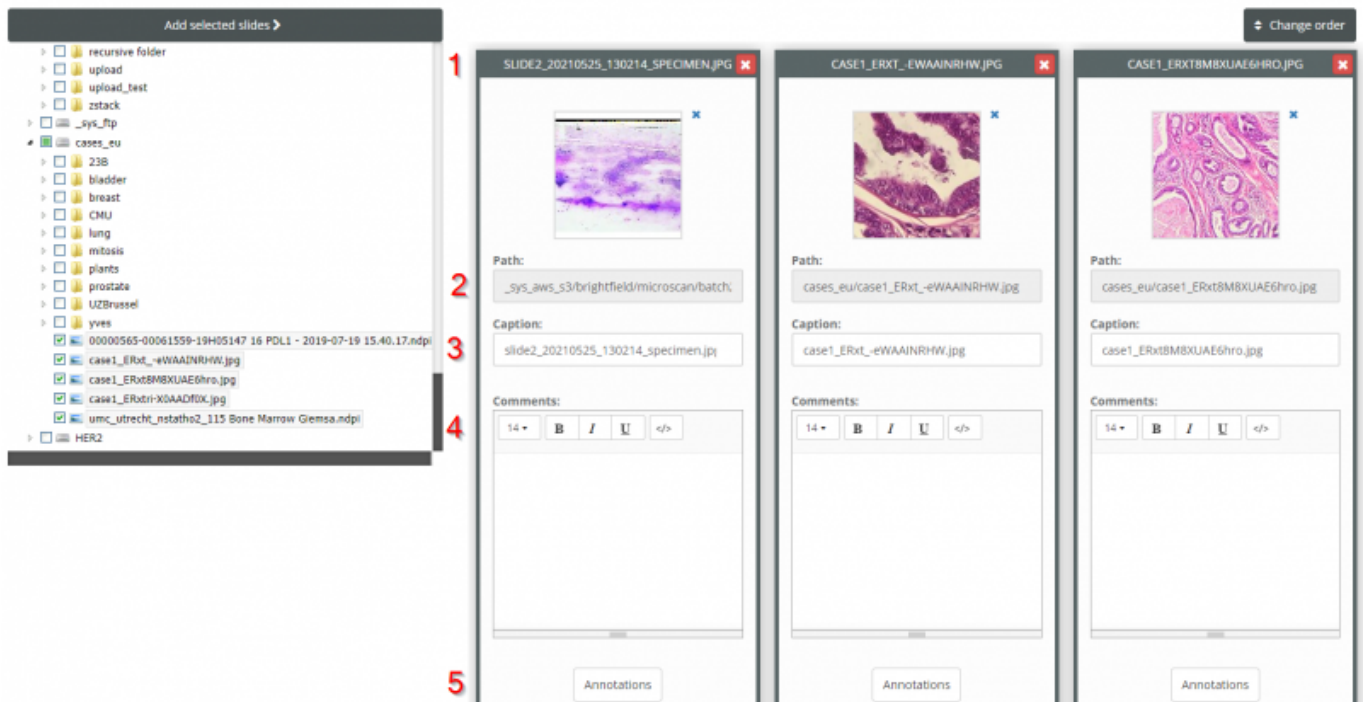 Add selected slides
Change order
recursive folder
upload
upload_test
zstack
_sys_ftp
cases_eu
23B
bladder
breast
CMU
lung
mitosis
plants
prostate
UZBrussel
yves
00000565-00061559-19H05147 16 PDL1 - 2019-07-19 15.40.17.ndpi
case1_ERxt_-eWAAINRHW.jpg
case1_ERxt8M8XUAE6hro.jpg
case1_ERxtri-X0AADf0X.jpg
umc_utrecht_nstatho2_115 Bone Marrow Giemsa.ndpi
HER2
1
SLIDE2_20210525_130214_SPECIMEN.JPG
CASE1_ERXT_-EWAAINRHW.JPG
CASE1_ERXT8M8XUAE6HRO.JPG
Path:
Path:
Path:
2
_sys_aws_s3/brightfield/microscan/batch
cases_eu/case1_ERxt_-eWAAINRHW.jpg
cases_eu/case1_ERxt8M8XUAE6hro.jpg
Caption:
Caption:
Caption:
3
slide2_20210525_130214_specimen.jpg
case1_ERxt_-eWAAINRHW.jpg
case1_ERxt8M8XUAE6hro.jpg
Comments:
Comments:
Comments:
4
14 B I U </>
14 B I U </>
14 B I U </>
5
Annotations
Annotations
Annotations